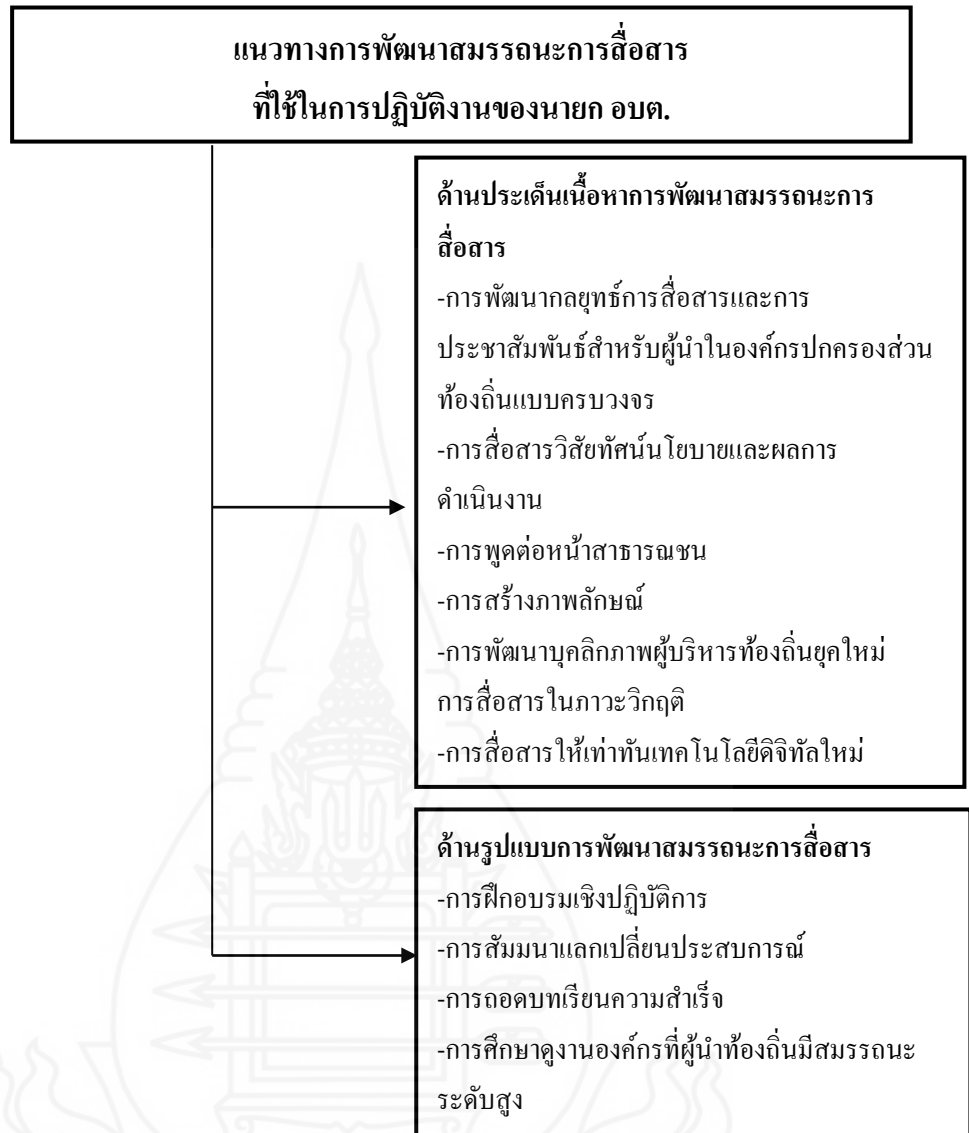 แนวทางการพัฒนาสมรรถนะการสื่อสาร
ที่ใช้ในการปฏิบัติงานของนายก อบต.
ด้านประเด็นเนื้อหาการพัฒนาสมรรถนะการ
สื่อสาร
-การพัฒนากลยุทธ์การสื่อสารและการ
ประชาสัมพันธ์สำหรับผู้นำในองค์กรปกครองส่วน
ท้องถิ่นแบบครบวงจร
-การสื่อสารวิสัยทัศน์นโยบายและผลการ
ดำเนินงาน
-การพูดต่อหน้าสาธารณชน
-การสร้างภาพลักษณ์
-การพัฒนาบุคลิกภาพผู้บริหารท้องถิ่นยุคใหม่
การสื่อสารในภาวะวิกฤติ
-การสื่อสารให้เท่าทันเทคโนโลยีดิจิทัลใหม่
ด้านรูปแบบการพัฒนาสมรรถนะการสื่อสาร
-การฝึกอบรมเชิงปฏิบัติการ
-การสัมมนาแลกเปลี่ยนประสบการณ์
-การถอดบทเรียนความสำเร็จ
-การศึกษาดูงานองค์กรที่ผู้นำท้องถิ่นมีสมรรถนะ
ระดับสูง